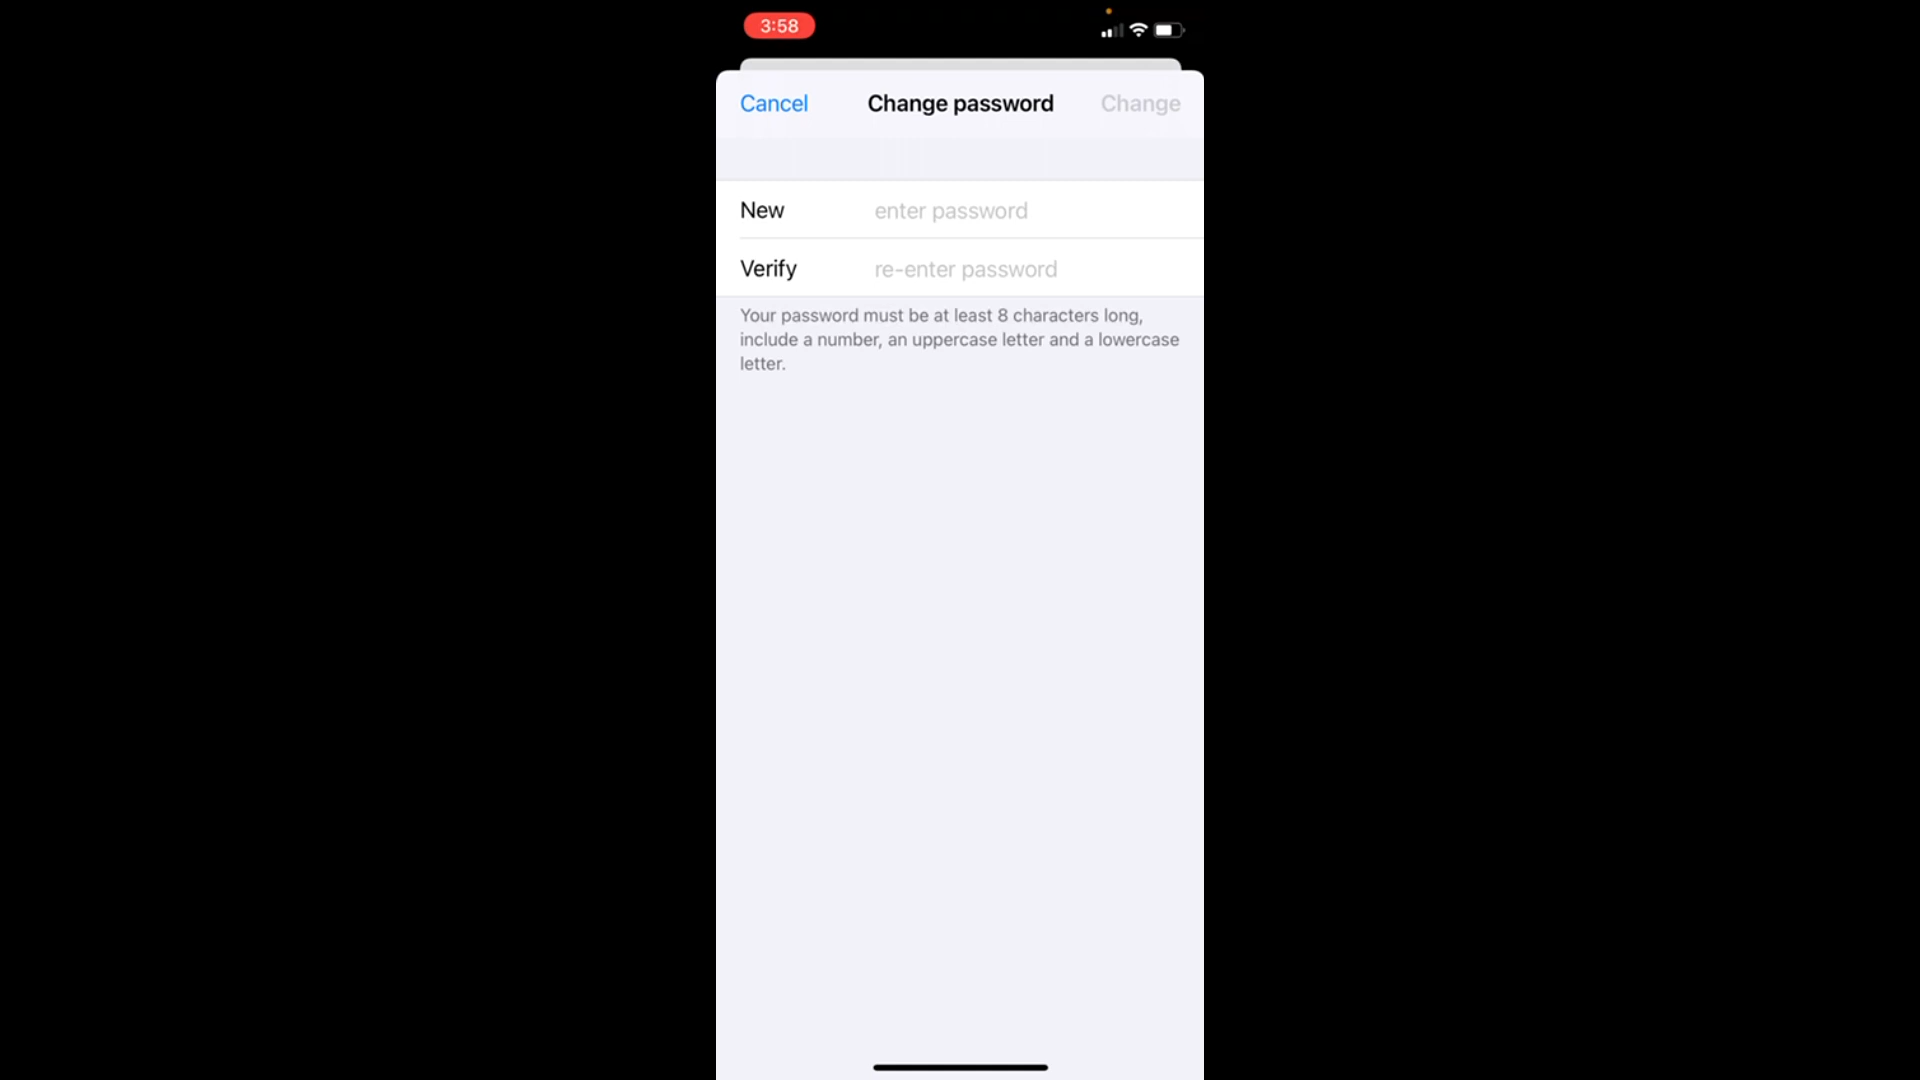 3:58
Cancel Change password Change
New enter password
Verify re-enter password
Your password must be at least 8 characters long,
include a number, an uppercase letter and a lowercase
letter.